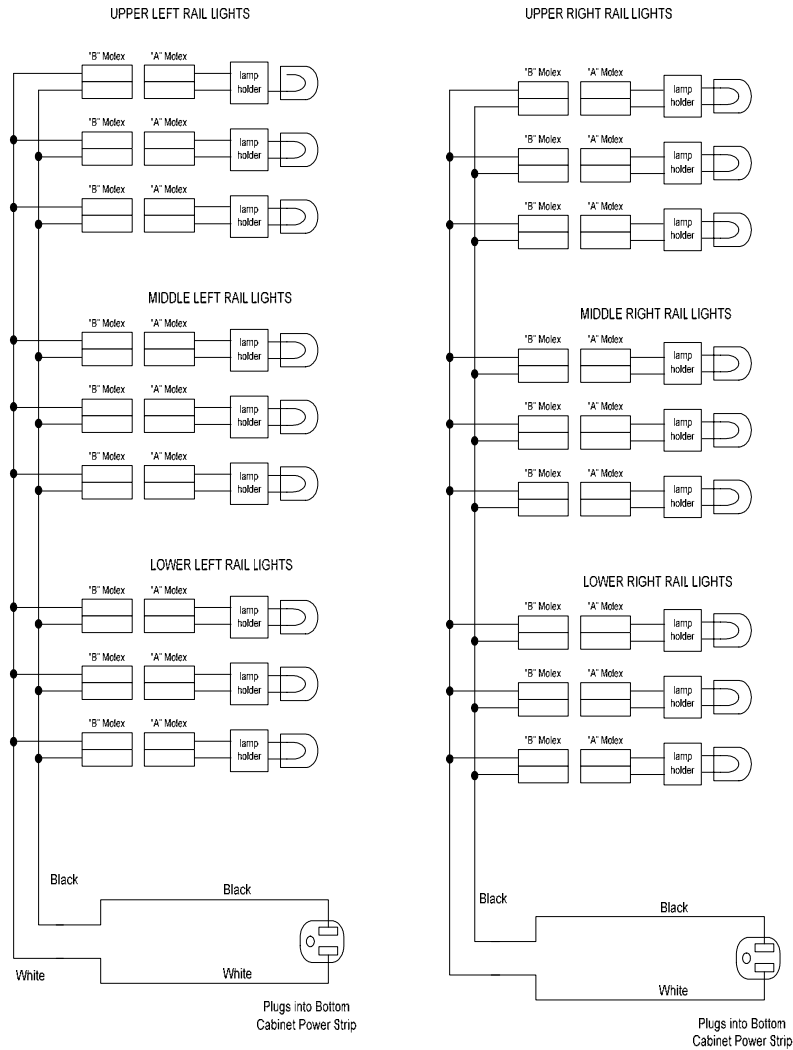 UPPER LEFT RAIL LIGHTS
"B" Molex "A" Molex
lamp
holder
"B" Molex "A" Molex
lamp
holder
"B" Molex "A" Molex
lamp
holder
MIDDLE LEFT RAIL LIGHTS
"B" Molex "A" Molex
lamp
holder
"B" Molex "A" Molex
lamp
holder
"B" Molex "A" Molex
lamp
holder
LOWER LEFT RAIL LIGHTS
"B" Molex "A" Molex
lamp
holder
"B" Molex "A" Molex
lamp
holder
"B" Molex "A" Molex
lamp
holder
Black
Black
White
White
Plugs into Bottom
Cabinet Power Strip
UPPER RIGHT RAIL LIGHTS
"B" Molex "A" Molex
lamp
holder
"B" Molex "A" Molex
lamp
holder
"B" Molex "A" Molex
lamp
holder
MIDDLE RIGHT RAIL LIGHTS
"B" Molex "A" Molex
lamp
holder
"B" Molex "A" Molex
lamp
holder
"B" Molex "A" Molex
lamp
holder
LOWER RIGHT RAIL LIGHTS
"B" Molex "A" Molex
lamp
holder
"B" Molex "A" Molex
lamp
holder
"B" Molex "A" Molex
lamp
holder
Black
Black
White
Plugs into Bottom
Cabinet Power Strip